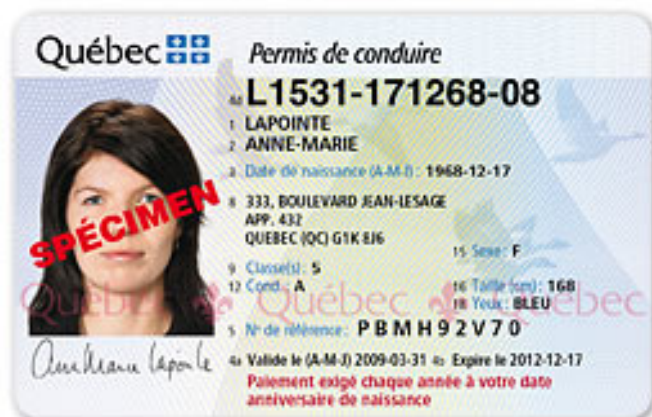 Québec
Permis de conduire
4d L1531-171268-08
1 LAPOINTE
2 ANNE-MARIE
3 Date de naissance (A-M-J) : 1968-12-17
8 333, BOULEVARD JEAN-LESAGE
APP. 432
QUEBEC (QC) G1K 8J6
15 Sexe : F
9 Classe(s) : 5
12 Cond. : A
16 Taille (cm) : 168
18 Yeux : BLEU
5 N° de référence : PBMH92V70
4a Valide le (A-M-J) 2009-03-31 4b Expire le 2012-12-17
Paiement exigé chaque année à votre date
anniversaire de naissance
SPÉCIMEN
Québec Québec Québec
Ann Marie Lapointe